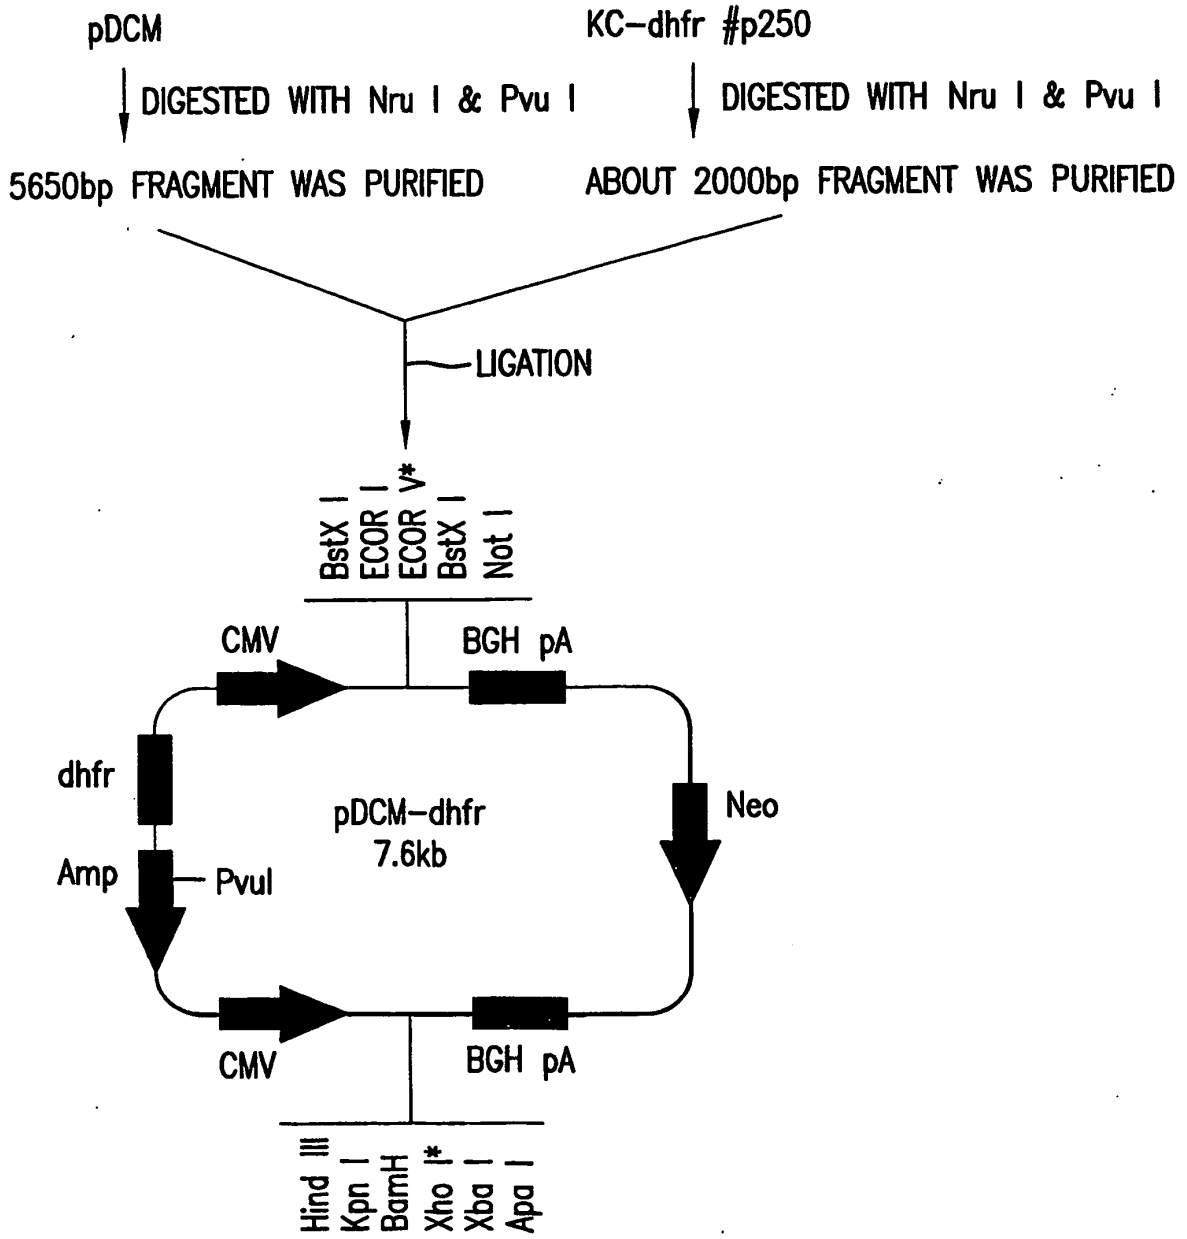 pDCM
KC-dhfr #p250
DIGESTED WITH Nru I & Pvu I
DIGESTED WITH Nru I & Pvu I
5650bp FRAGMENT WAS PURIFIED
ABOUT 2000bp FRAGMENT WAS PURIFIED
LIGATION
BstX I
ECOR I
ECOR V*
BstX I
Not I
CMV
BGH pA
dhfr
pDCM-dhfr
7.6kb
Neo
Amp
PvuI
CMV
BGH pA
Hind III
Kpn I
BamH
Xho I*
Xba I
Apa I